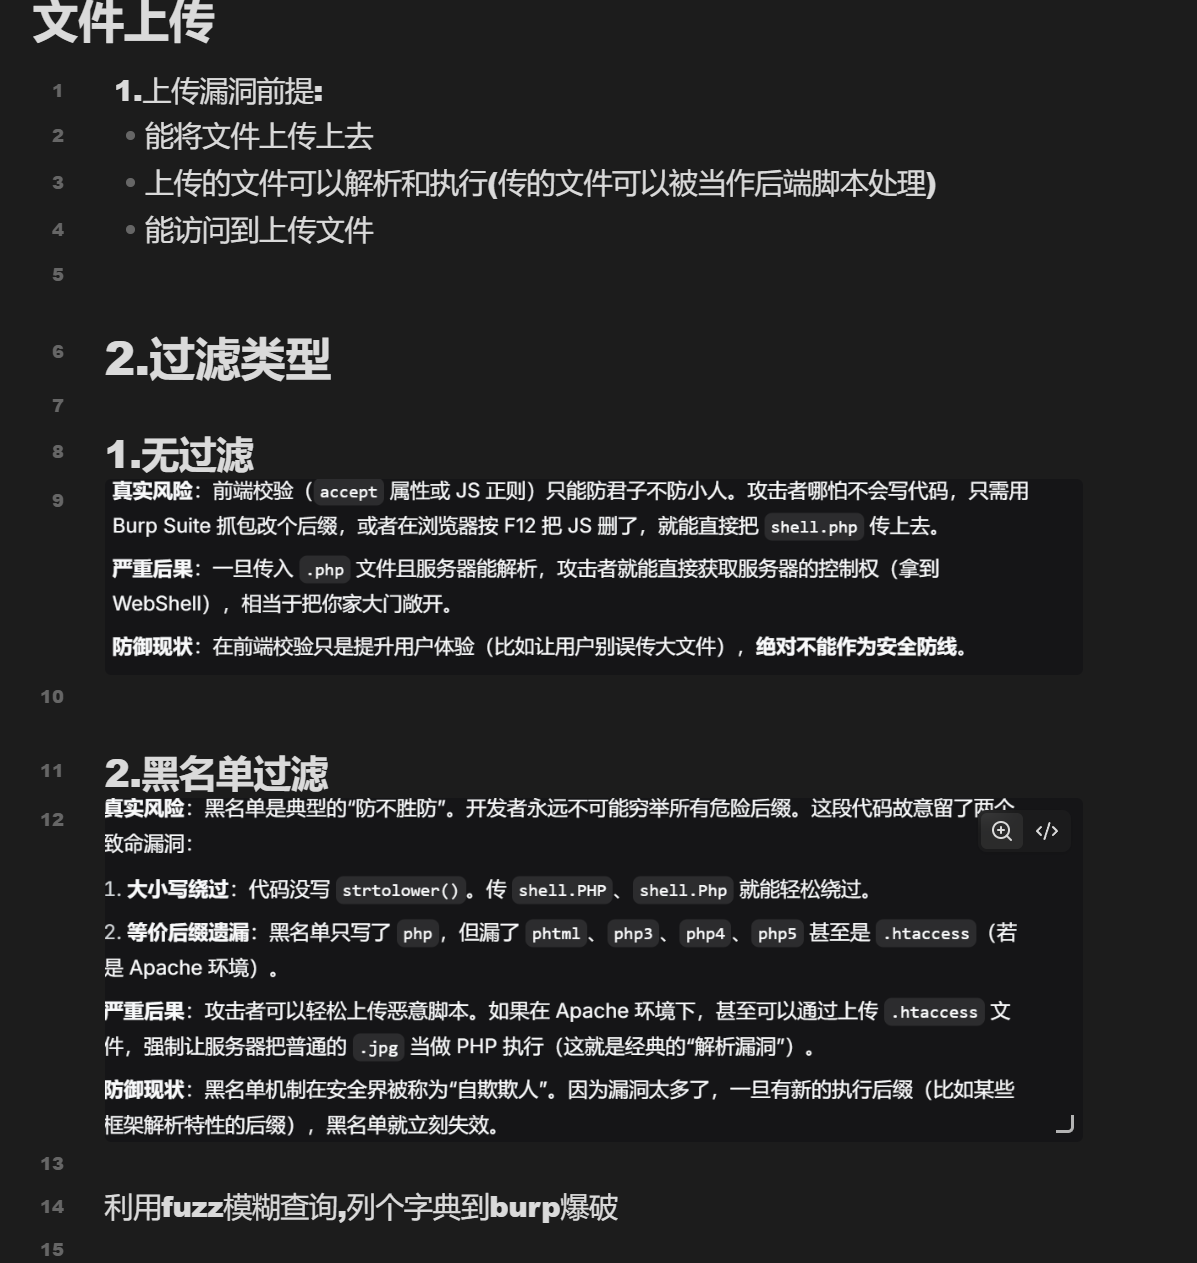 文件上传
1 1.上传漏洞前提:
2 • 能将文件上传上去
3 • 上传的文件可以解析和执行(传的文件可以被当作后端脚本处理)
4 • 能访问到上传文件
5
6 2.过滤类型
7
8 1.无过滤
9 真实风险：前端校验（accept 属性或 JS 正则）只能防君子不防小人。攻击者哪怕不会写代码，只需用
Burp Suite 抓包改个后缀，或者在浏览器按 F12 把 JS 删了，就能直接把 shell.php 传上去。
严重后果：一旦传入 .php 文件且服务器能解析，攻击者就能直接获取服务器的控制权（拿到
WebShell），相当于把你家大门敞开。
防御现状：在前端校验只是提升用户体验（比如让用户别误传大文件），绝对不能作为安全防线。
10
11 2.黑名单过滤
12 真实风险：黑名单是典型的“防不胜防”。开发者永远不可能穷举所有危险后缀。这段代码故意留了两个
致命漏洞：
1. 大小写绕过：代码没写 strtolower()。传 shell.PHP、shell.Php 就能轻松绕过。
2. 等价后缀遗漏：黑名单只写了 php，但漏了 phtml、php3、php4、php5 甚至是 .htaccess（若
是 Apache 环境）。
严重后果：攻击者可以轻松上传恶意脚本。如果在 Apache 环境下，甚至可以通过上传 .htaccess 文
件，强制让服务器把普通的 .jpg 当做 PHP 执行（这就是经典的“解析漏洞”）。
防御现状：黑名单机制在安全界被称为“自欺欺人”。因为漏洞太多了，一旦有新的执行后缀（比如某些
框架解析特性的后缀），黑名单就立刻失效。
13
14 利用fuzz模糊查询,列个字典到burp爆破
15